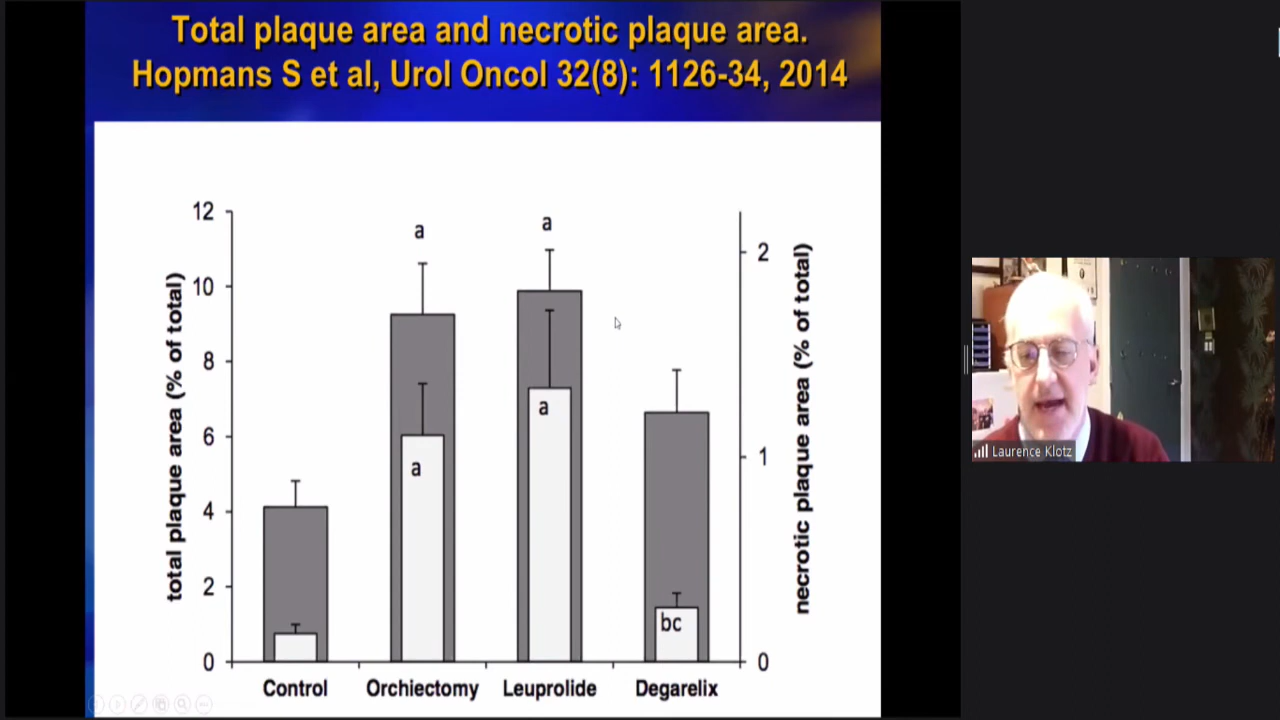 Total plaque area and necrotic plaque area.
Hopmans S et al, Urol Oncol 32(8): 1126-34, 2014
total plaque area (% of total)
12
10
8
6
4
2
0
a
a
a
a
bc
2
1
0
necrotic plaque area (% of total)
Control
Orchiectomy
Leuprolide
Degarelix
Laurence Klotz